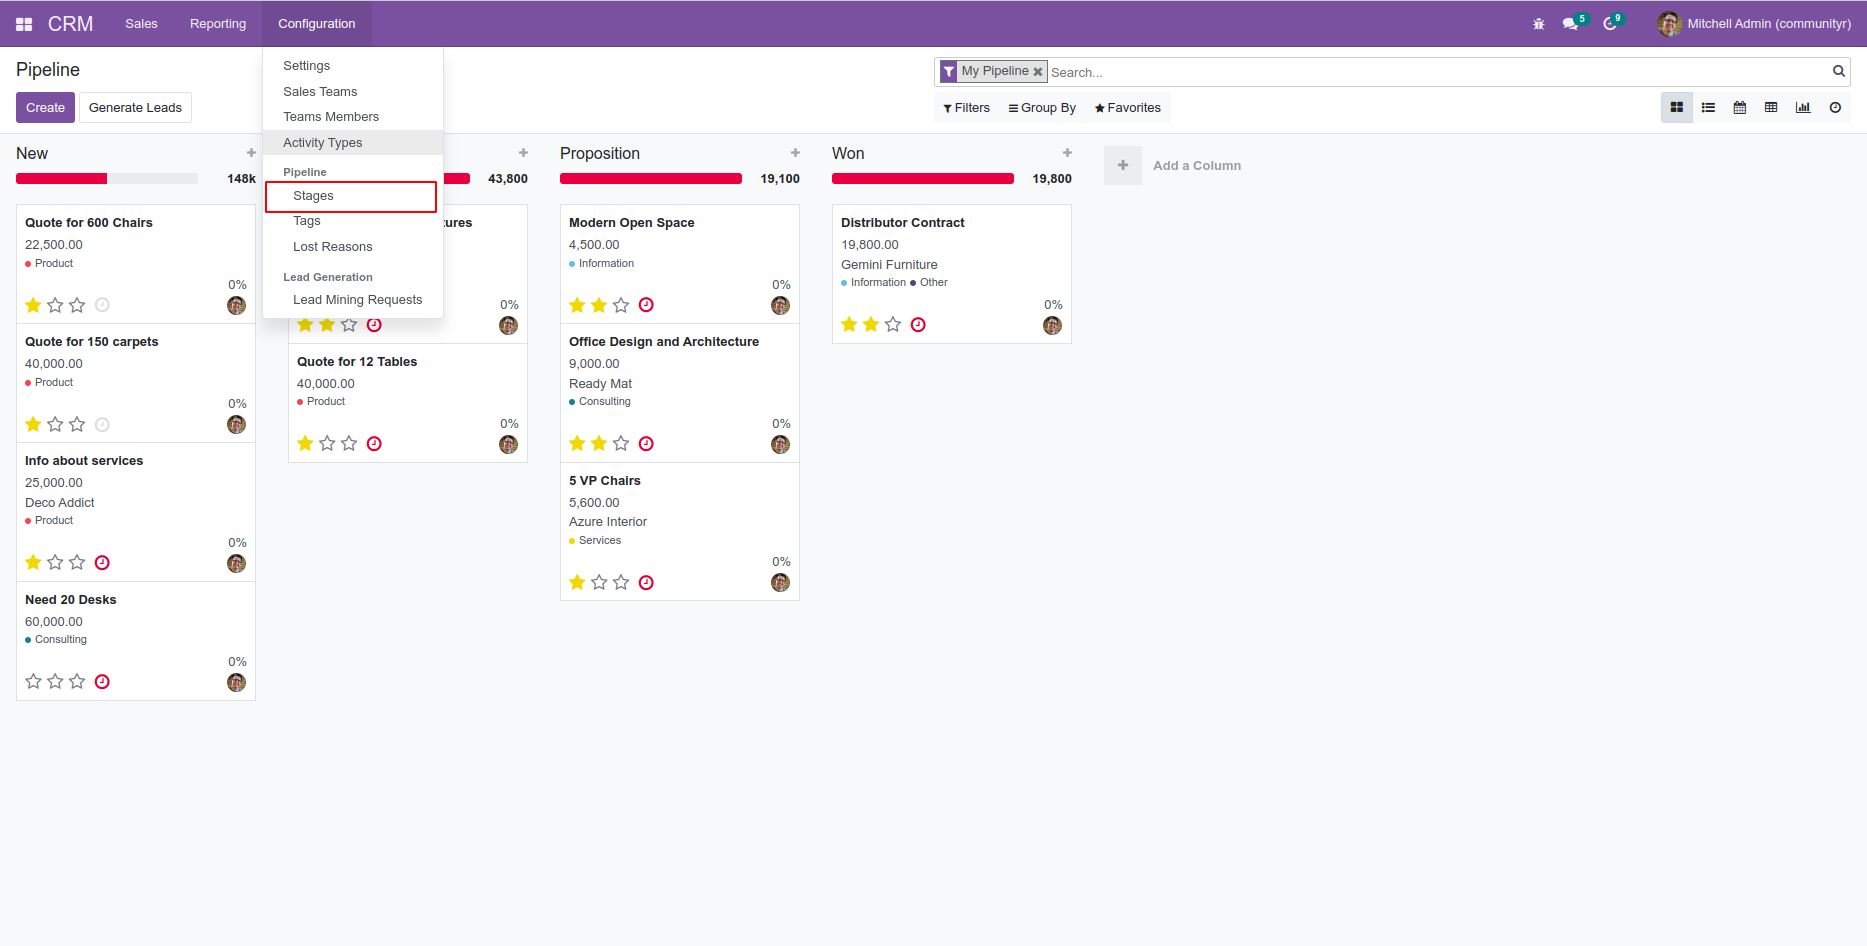 CRM Sales Reporting Configuration 5 9 Mitchell Admin (communityr)
Pipeline
My Pipeline Search...
Create Generate Leads
Filters Group By Favorites
Settings
Sales Teams
Teams Members
Activity Types
Pipeline
Stages
Tags
Lost Reasons
Lead Generation
Lead Mining Requests
New
148k
Quote for 600 Chairs
22,500.00
Product
0%
Quote for 150 carpets
40,000.00
Product
0%
Info about services
25,000.00
Deco Addict
Product
0%
Need 20 Desks
60,000.00
Consulting
0%
43,800
0%
Quote for 12 Tables
40,000.00
Product
0%
Proposition
19,100
Modern Open Space
4,500.00
Information
0%
Office Design and Architecture
9,000.00
Ready Mat
Consulting
0%
5 VP Chairs
5,600.00
Azure Interior
Services
0%
Won
19,800
Distributor Contract
19,800.00
Gemini Furniture
Information Other
0%
Add a Column